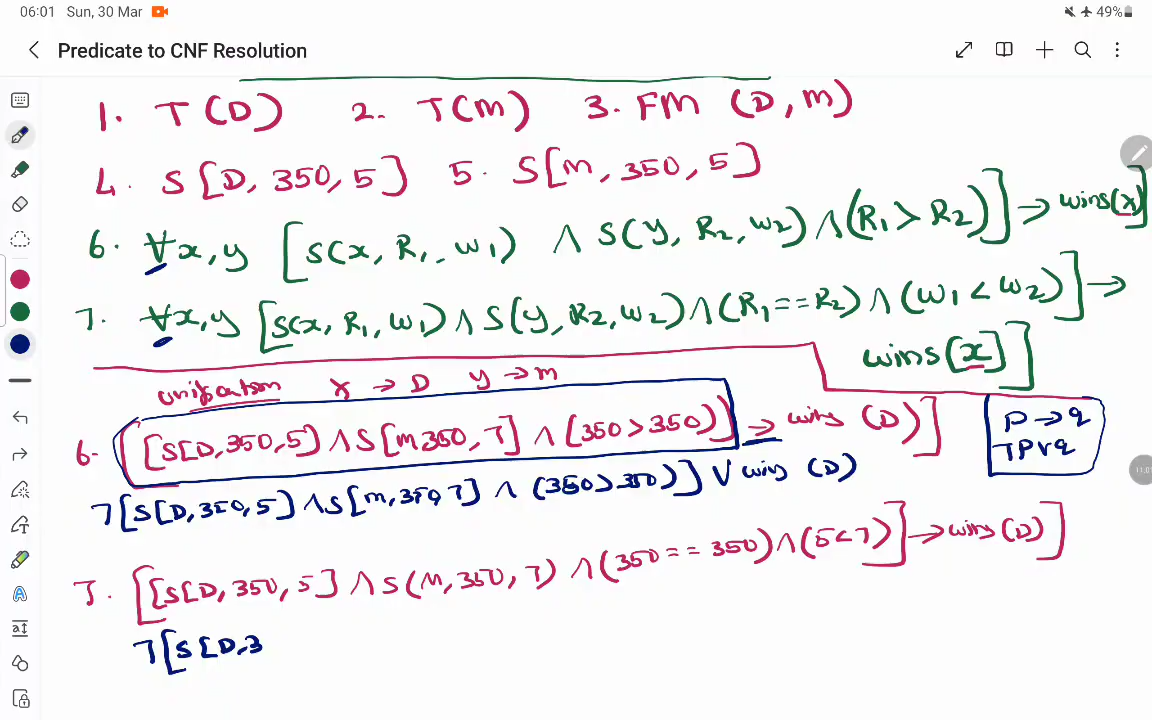 06:01 Sun, 30 Mar 49%
Predicate to CNF Resolution
1. T (D) 2. T(m) 3. FM (D, m)
4. S [D, 350, 5] 5. S[m, 350, 5]
6. ∀x, y [S(x, R1, w1) ∧ S(y, R2, w2) ∧ (R1 > R2)] → wins(x)]
7. ∀x, y [S(x, R1, w1) ∧ S(y, R2, w2) ∧ (R1 == R2) ∧ (w1 < w2)] →
wins [x]]
unification x → D y → m
6. [[S[D, 350, 5] ∧ S[m 350, 7] ∧ (350 > 350)] → wins (D)]
P → q
7PVq
7[S[D, 350, 5] ∧ S[m, 350, 7] ∧ (350 > 350)] V wins (D)
7. [[S[D, 350, 5] ∧ S(M, 350, 7) ∧ (350 == 350) ∧ (5 < 7)] → wins (D)]
7[S [D, 3